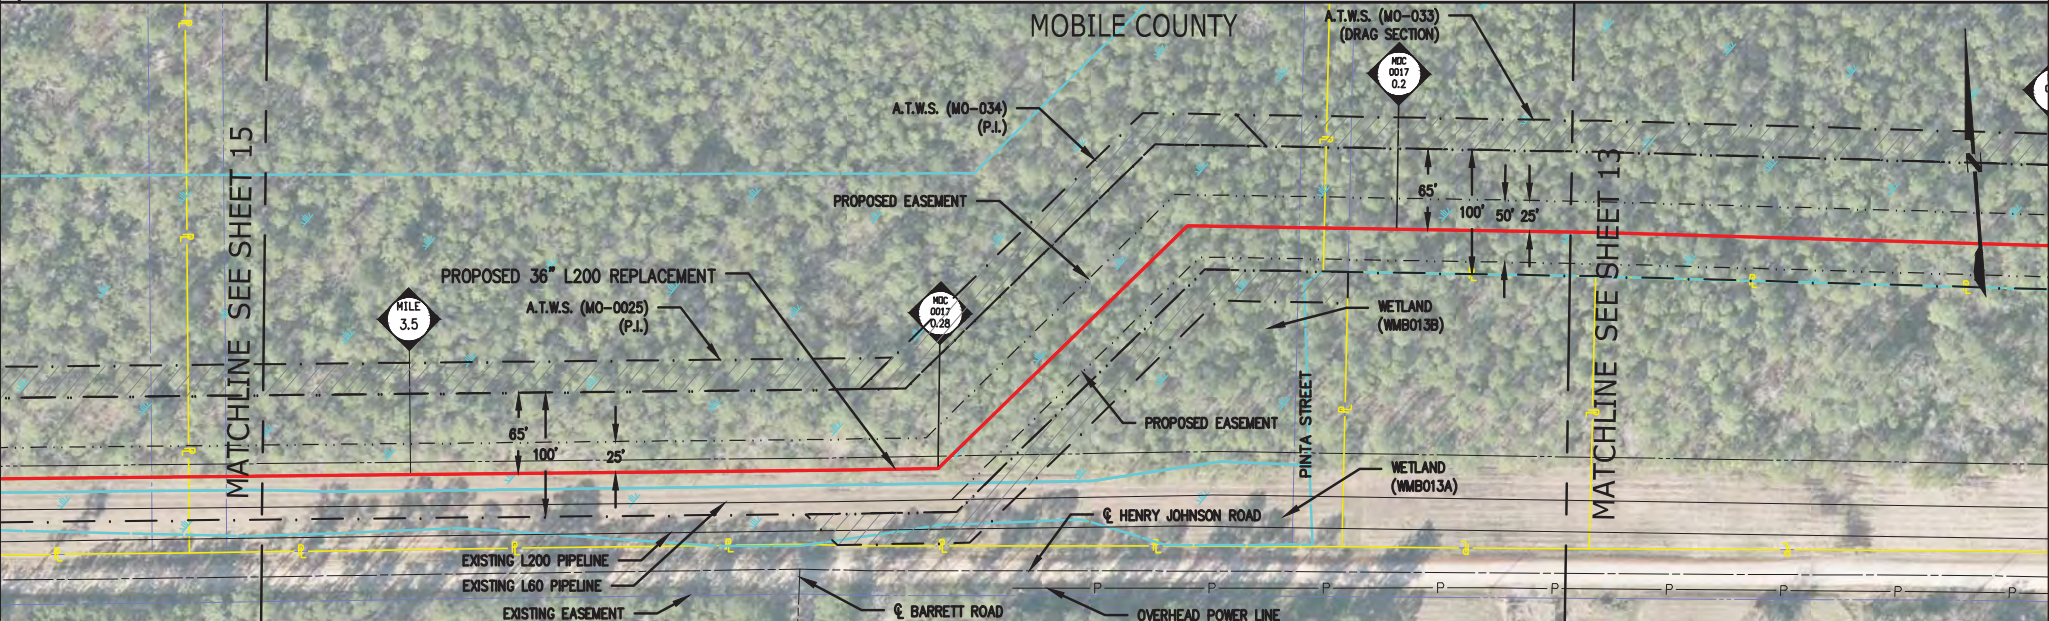 MOBILE COUNTY
A.T.W.S. (MO-033)
(DRAG SECTION)
MDC
0017
0.2
A.T.W.S. (MO-034)
(P.I.)
MATCHLINE SEE SHEET 15
PROPOSED EASEMENT
65'
100'
50'
25'
MATCHLINE SEE SHEET 13
N
PROPOSED 36" L200 REPLACEMENT
MILE
3.5
A.T.W.S. (MO-0025)
(P.I.)
MDC
0017
0.28
WETLAND
(WMB013B)
65'
100'
25'
PROPOSED EASEMENT
PINTA STREET
WETLAND
(WMB013A)
℄ HENRY JOHNSON ROAD
EXISTING L200 PIPELINE
EXISTING L60 PIPELINE
EXISTING EASEMENT
℄ BARRETT ROAD
OVERHEAD POWER LINE
P P P P P P P P P